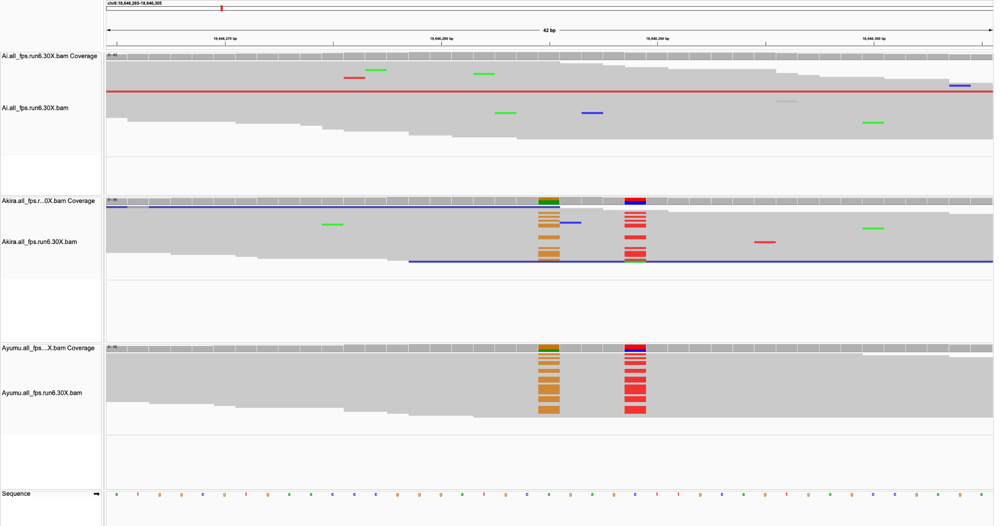 chr8:18,646,265-18,646,305
42 bp
18,646,270 bp 18,646,280 bp 18,646,290 bp 18,646,300 bp
Ai.all_fps.run6.30X.bam Coverage
[0 - 40]
Ai.all_fps.run6.30X.bam
Akira.all_fps.r...0X.bam Coverage
[0 - 29]
Akira.all_fps.run6.30X.bam
Ayumu.all_fps....X.bam Coverage
[0 - 33]
Ayumu.all_fps.run6.30X.bam
Sequence
a t g g c g t g a a c c c g g g a t g c a g a g c t t g c a g t g a g c c g a g a